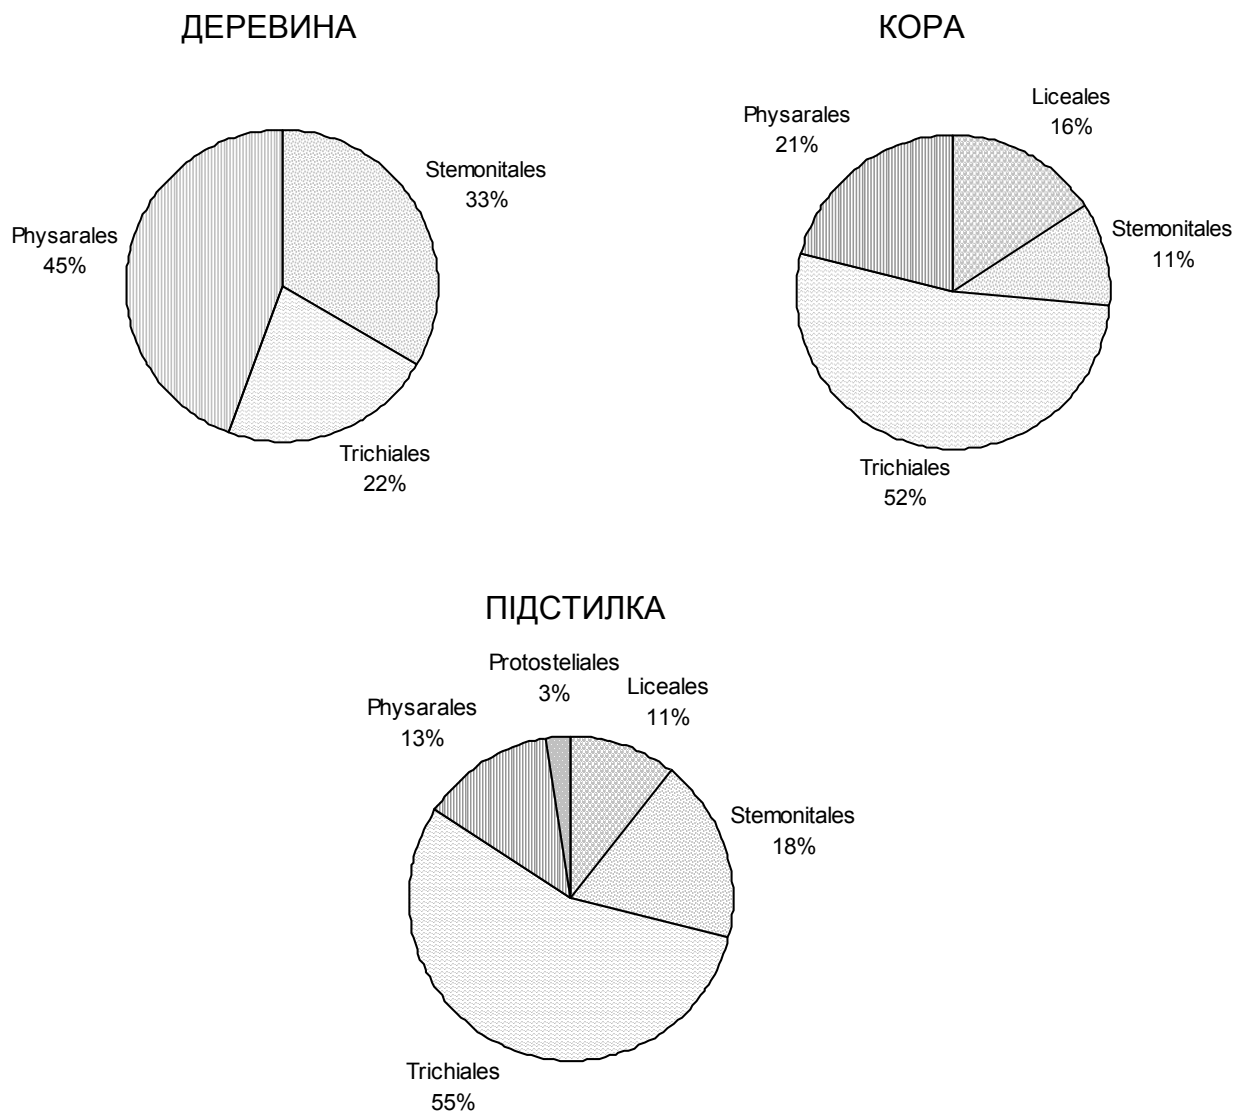 ДЕРЕВИНА
Stemonitales
33%
Physarales
45%
Trichiales
22%
КОРА
Liceales
16%
Physarales
21%
Stemonitales
11%
Trichiales
52%
ПІДСТИЛКА
Protosteliales
3%
Liceales
11%
Physarales
13%
Stemonitales
18%
Trichiales
55%